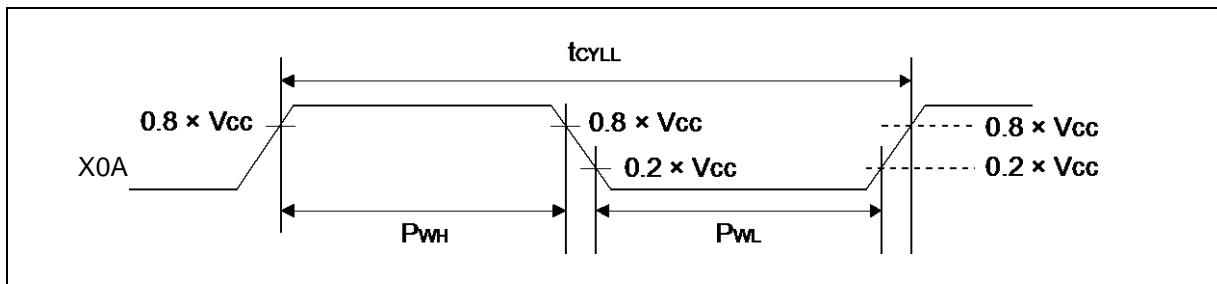 tCYLL
0.8 × Vcc
0.8 × Vcc
0.8 × Vcc
X0A
0.2 × Vcc
0.2 × Vcc
PWH
PWL